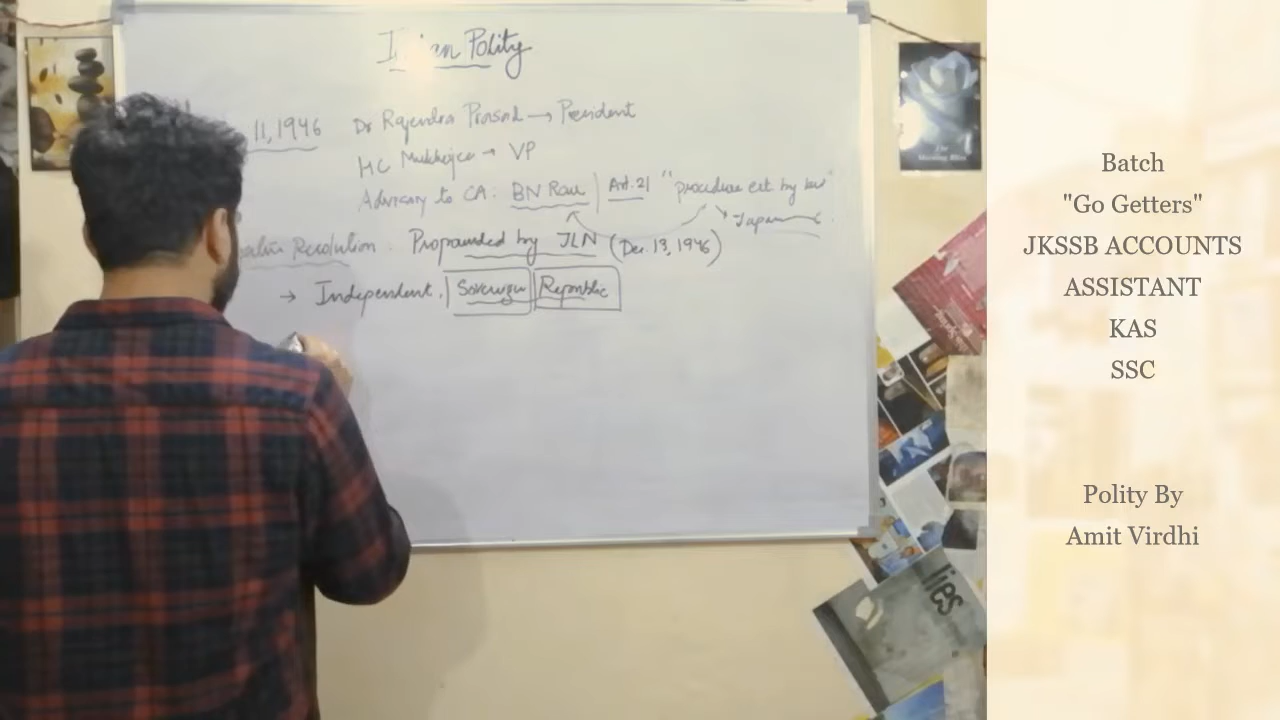 Indian Polity
11, 1946 Dr Rajendra Prasad → President
HC Mukherjee → VP
Advisory to CA: BN Rau | Art. 21 "procedure est by law"
Japan
Resolution. Propounded by JLN (Dec. 13, 1946)
→ Independent, Sovereign Republic
lies
Batch
"Go Getters"
JKSSB ACCOUNTS
ASSISTANT
KAS
SSC
Polity By
Amit Virdhi